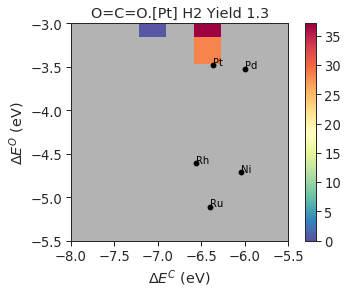 O=C=O.[Pt] H2 Yield 1.3
−3.0
−3.5
−4.0
−4.5
−5.0
−5.5
ΔE^O (eV)
Pt
Pd
Rh
Ni
Ru
−8.0 −7.5 −7.0 −6.5 −6.0 −5.5
ΔE^C (eV)
35
30
25
20
15
10
5
0